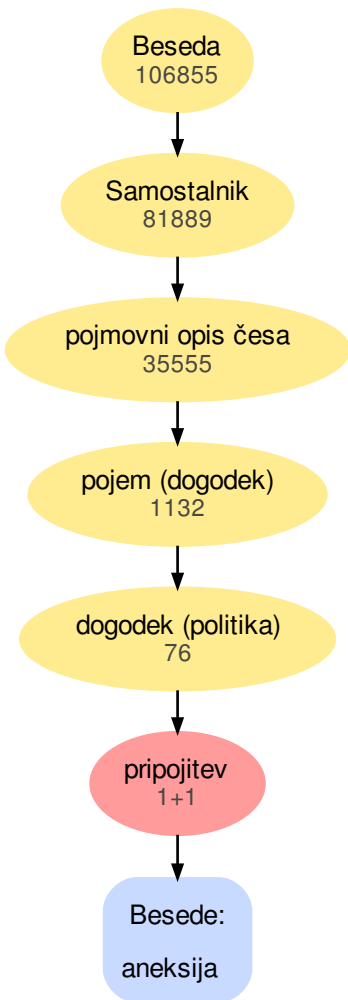 Beseda
106855
Samostalnik
81889
pojmovni opis česa
35555
pojem (dogodek)
1132
dogodek (politika)
76
pripojitev
1+1
Besede:
aneksija